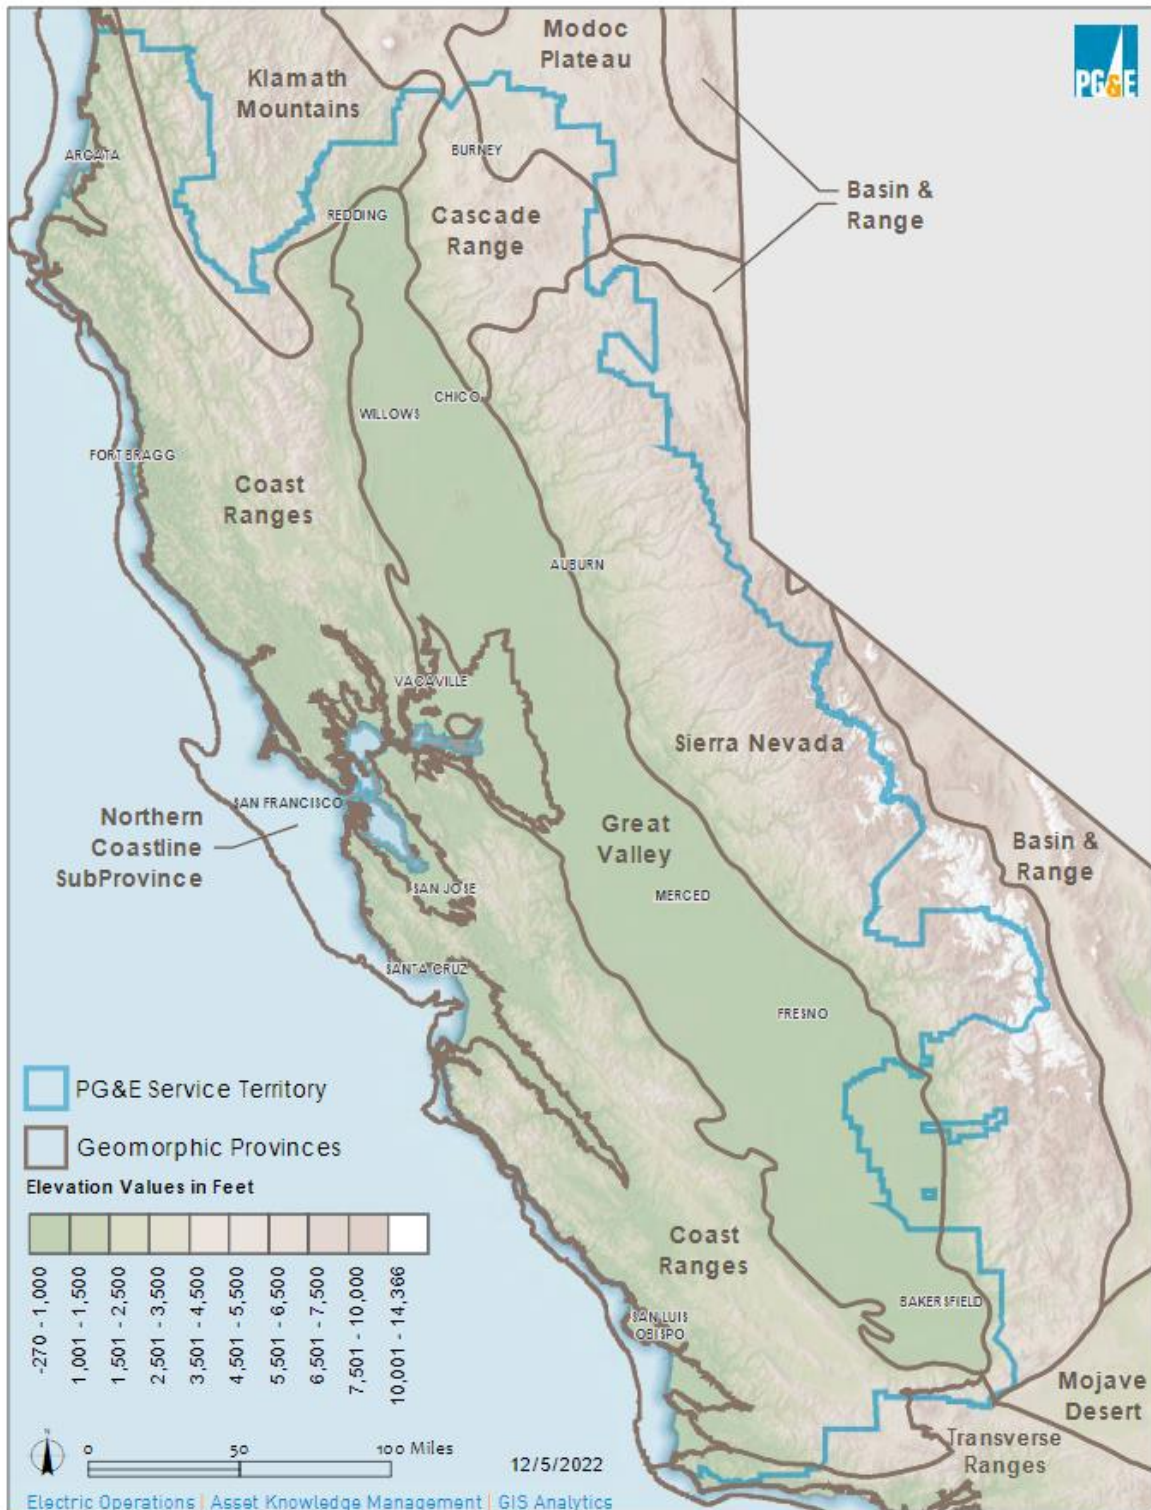 Modoc
Plateau
PG&E
Klamath
Mountains
ARCATA
BURNEY
Basin &
Range
REDDING
Cascade
Range
CHICO
WILLOWS
FORT BRAGG
Coast
Ranges
AUBURN
VACAVILLE
Sierra Nevada
SAN FRANCISCO
Northern
Coastline
SubProvince
Great
Valley
Basin &
Range
SAN JOSE
MERCED
SANTA CRUZ
FRESNO
PG&E Service Territory
Geomorphic Provinces
Elevation Values in Feet
-270 - 1,000
1,001 - 1,500
1,501 - 2,500
2,501 - 3,500
3,501 - 4,500
4,501 - 5,500
5,501 - 6,500
6,501 - 7,500
7,501 - 10,000
10,001 - 14,366
Coast
Ranges
BAKERSFIELD
SAN LUIS
OBISPO
Mojave
Desert
Transverse
Ranges
N
0 50 100 Miles
12/5/2022
Electric Operations | Asset Knowledge Management | GIS Analytics